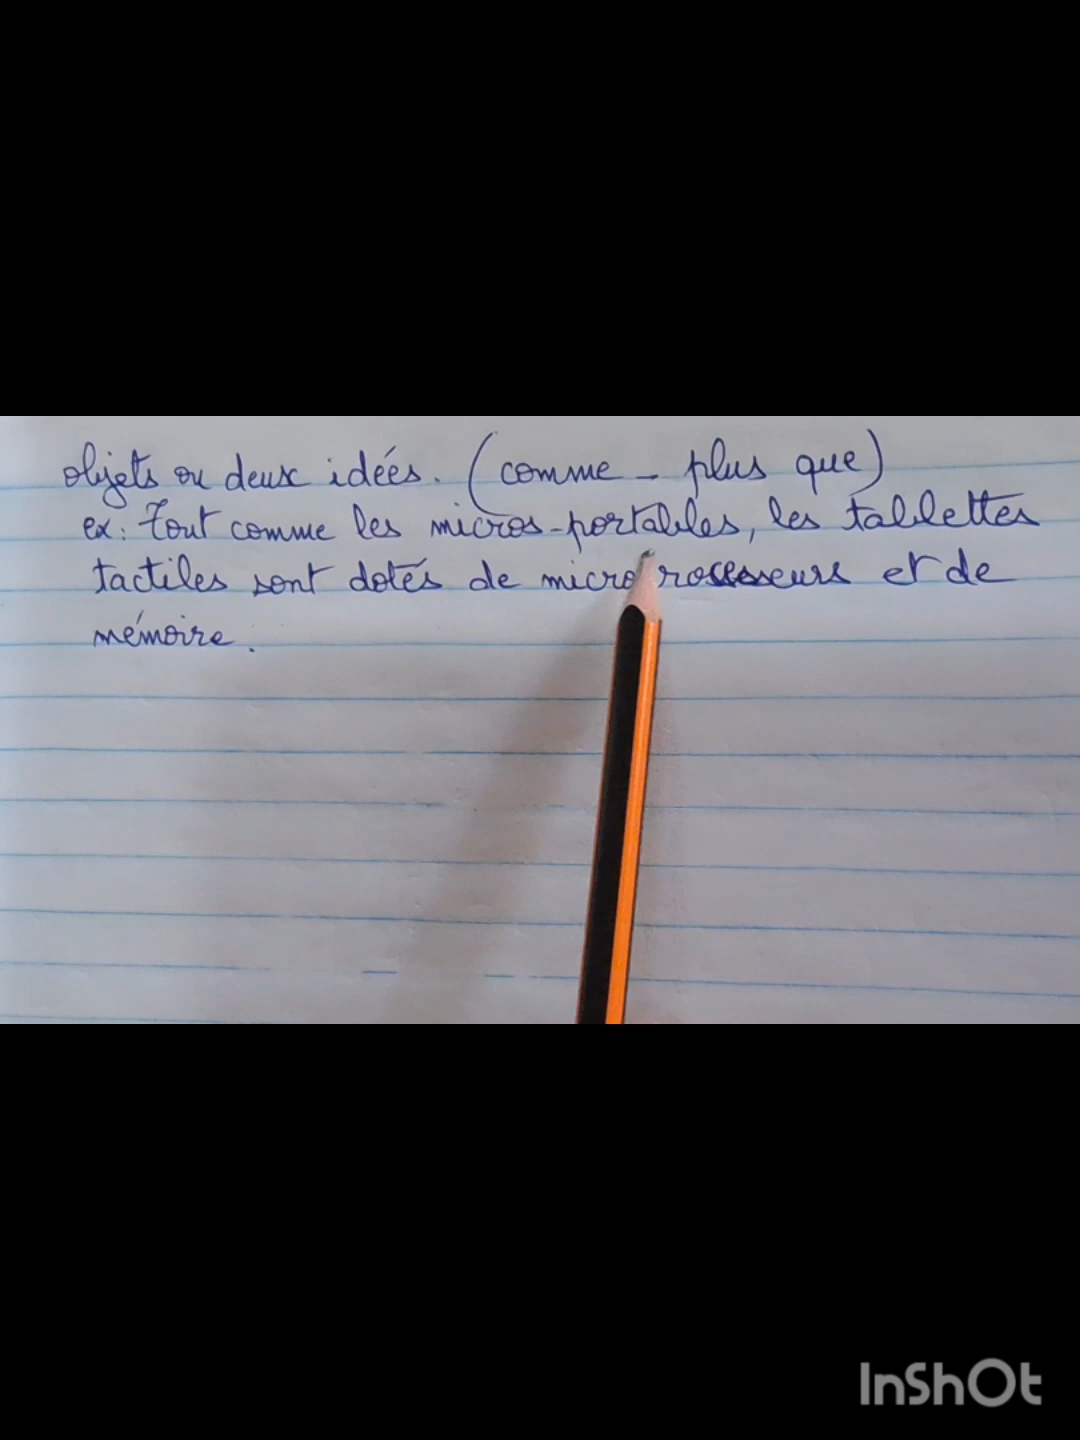 objets ou deux idées. (comme - plus que)
ex: Tout comme les micros-portables, les tablettes
tactiles sont dotés de et de
mémoire.
InShOt